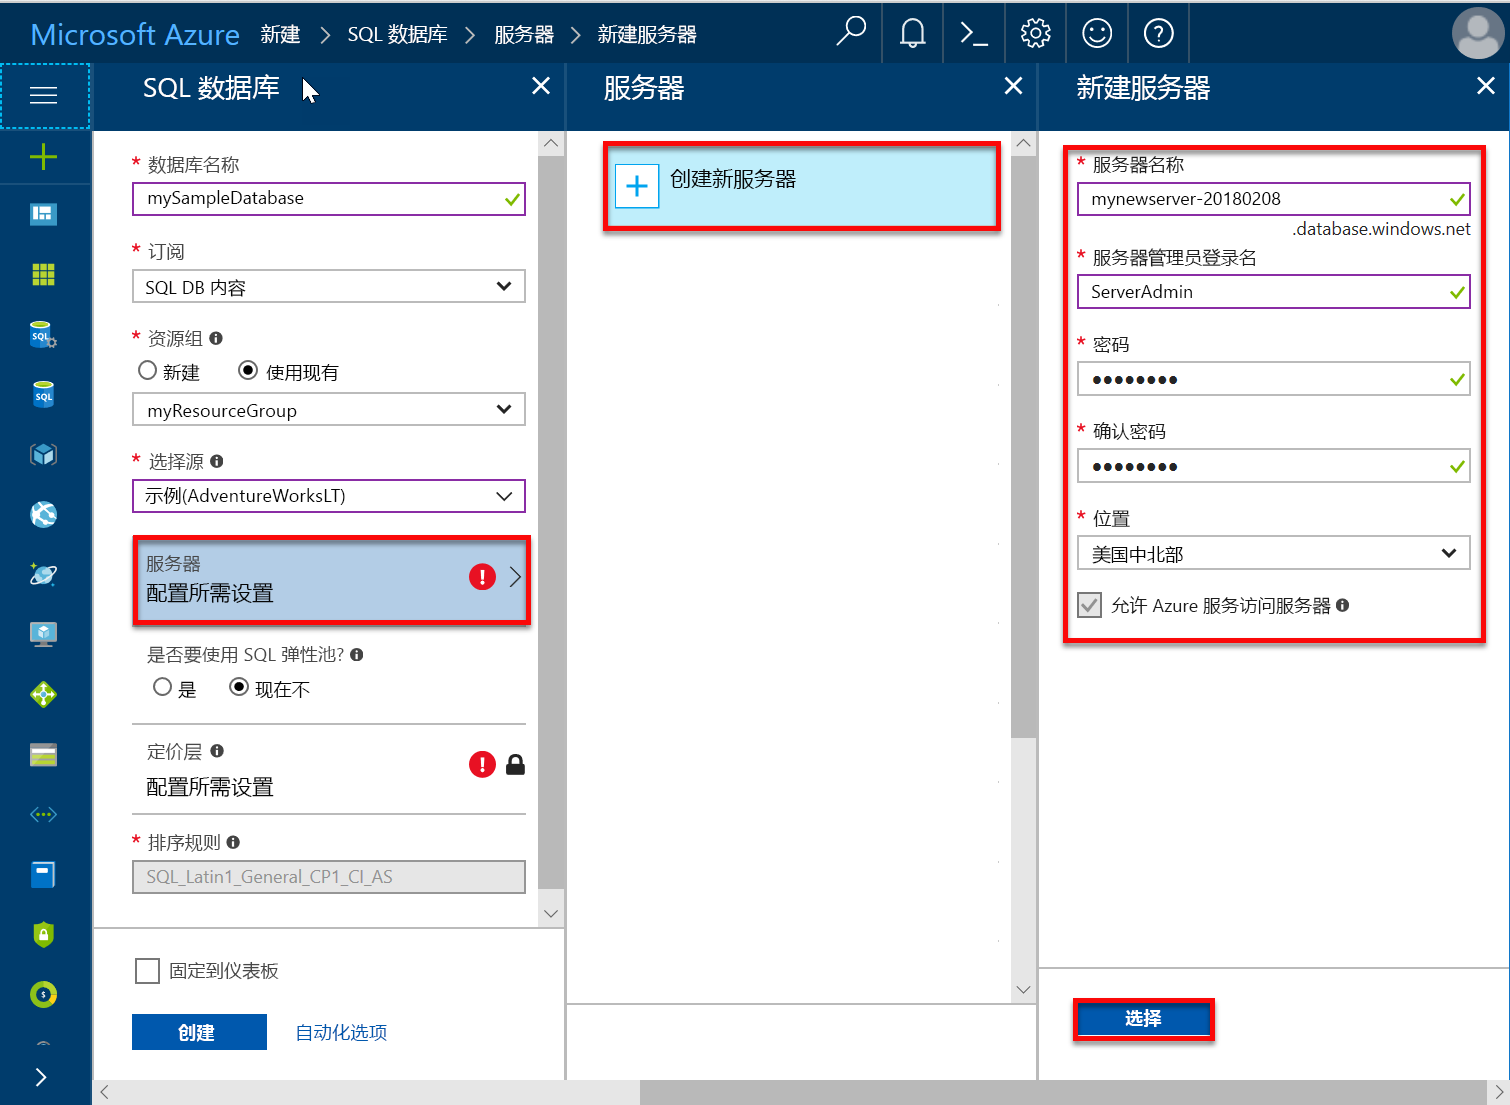 Microsoft Azure 新建 > SQL 数据库 > 服务器 > 新建服务器
SQL 数据库
* 数据库名称
mySampleDatabase
* 订阅
SQL DB 内容
* 资源组
新建 使用现有
myResourceGroup
* 选择源
示例(AdventureWorksLT)
服务器
配置所需设置
是否要使用 SQL 弹性池?
是 现在不
定价层
配置所需设置
* 排序规则
SQL_Latin1_General_CP1_CI_AS
固定到仪表板
创建 自动化选项
服务器
创建新服务器
新建服务器
* 服务器名称
mynewserver-20180208
.database.windows.net
* 服务器管理员登录名
ServerAdmin
* 密码
••••••••
* 确认密码
••••••••
* 位置
美国中北部
允许 Azure 服务访问服务器
选择